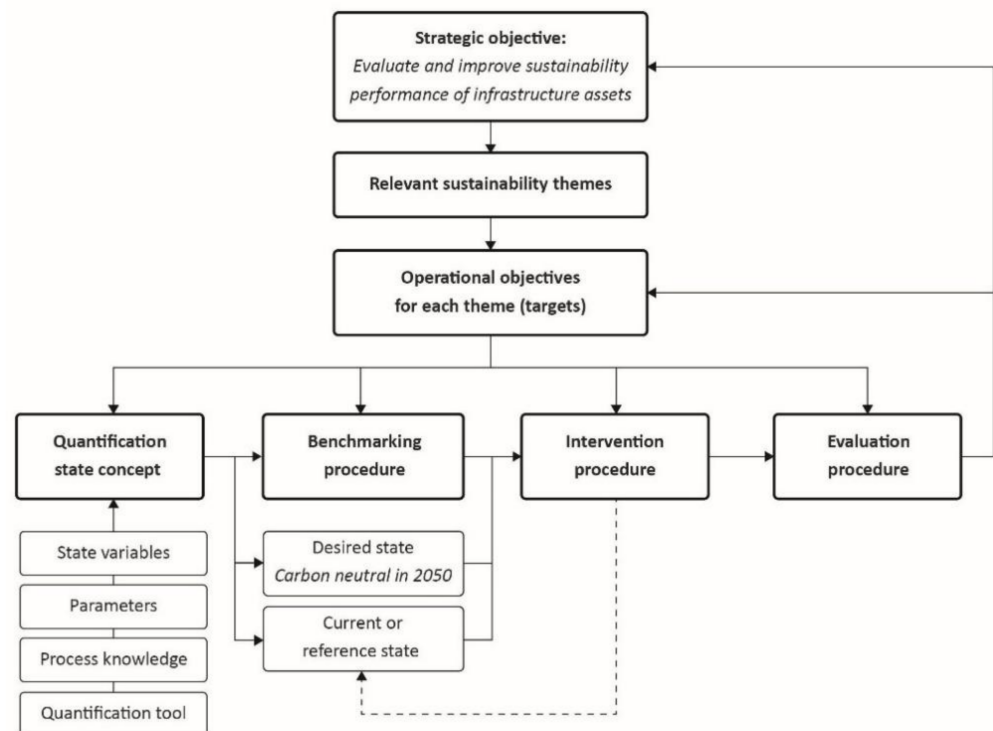 Strategic objective:
Evaluate and improve sustainability
performance of infrastructure assets
Relevant sustainability themes
Operational objectives
for each theme (targets)
Quantification
state concept
Benchmarking
procedure
Intervention
procedure
Evaluation
procedure
State variables
Parameters
Process knowledge
Quantification tool
Desired state
Carbon neutral in 2050
Current or
reference state